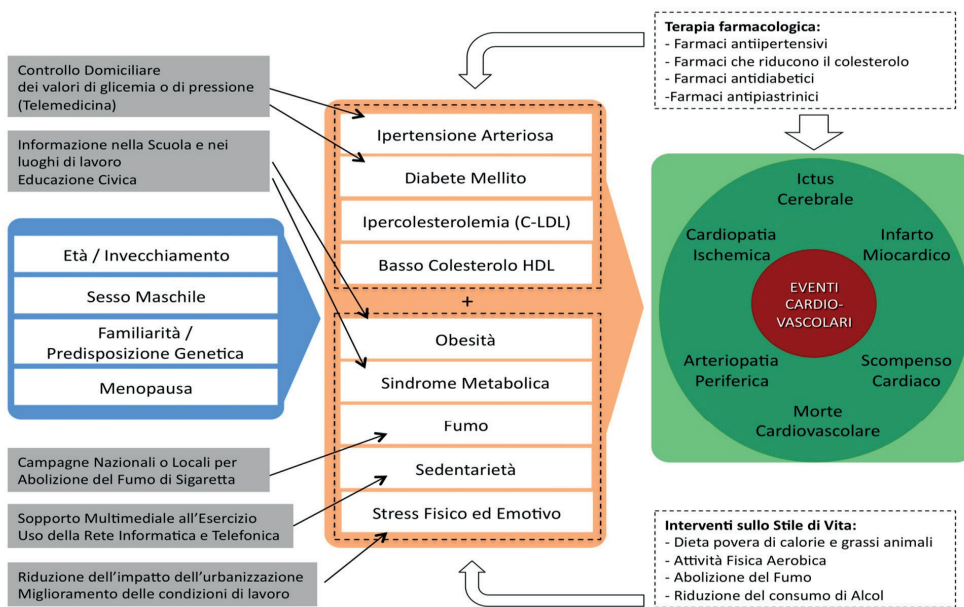 Controllo Domiciliare
dei valori di glicemia o di pressione
(Telemedicina)
Informazione nella Scuola e nei
luoghi di lavoro
Educazione Civica
Età / Invecchiamento
Sesso Maschile
Familiarità /
Predisposizione Genetica
Menopausa
Campagne Nazionali o Locali per
Abolizione del Fumo di Sigaretta
Sopporto Multimediale all’Esercizio
Uso della Rete Informatica e Telefonica
Riduzione dell’impatto dell’urbanizzazione
Miglioramento delle condizioni di lavoro
Ipertensione Arteriosa
Diabete Mellito
Ipercolesterolemia (C-LDL)
Basso Colesterolo HDL
+
Obesità
Sindrome Metabolica
Fumo
Sedentarietà
Stress Fisico ed Emotivo
Terapia farmacologica:
- Farmaci antipertensivi
- Farmaci che riducono il colesterolo
- Farmaci antidiabetici
-Farmaci antipiastrinici
Ictus
Cerebrale
Cardiopatia
Ischemica
Infarto
Miocardico
EVENTI
CARDIO-
VASCOLARI
Arteriopatia
Periferica
Scompenso
Cardiaco
Morte
Cardiovascolare
Interventi sullo Stile di Vita:
- Dieta povera di calorie e grassi animali
- Attività Fisica Aerobica
- Abolizione del Fumo
- Riduzione del consumo di Alcol